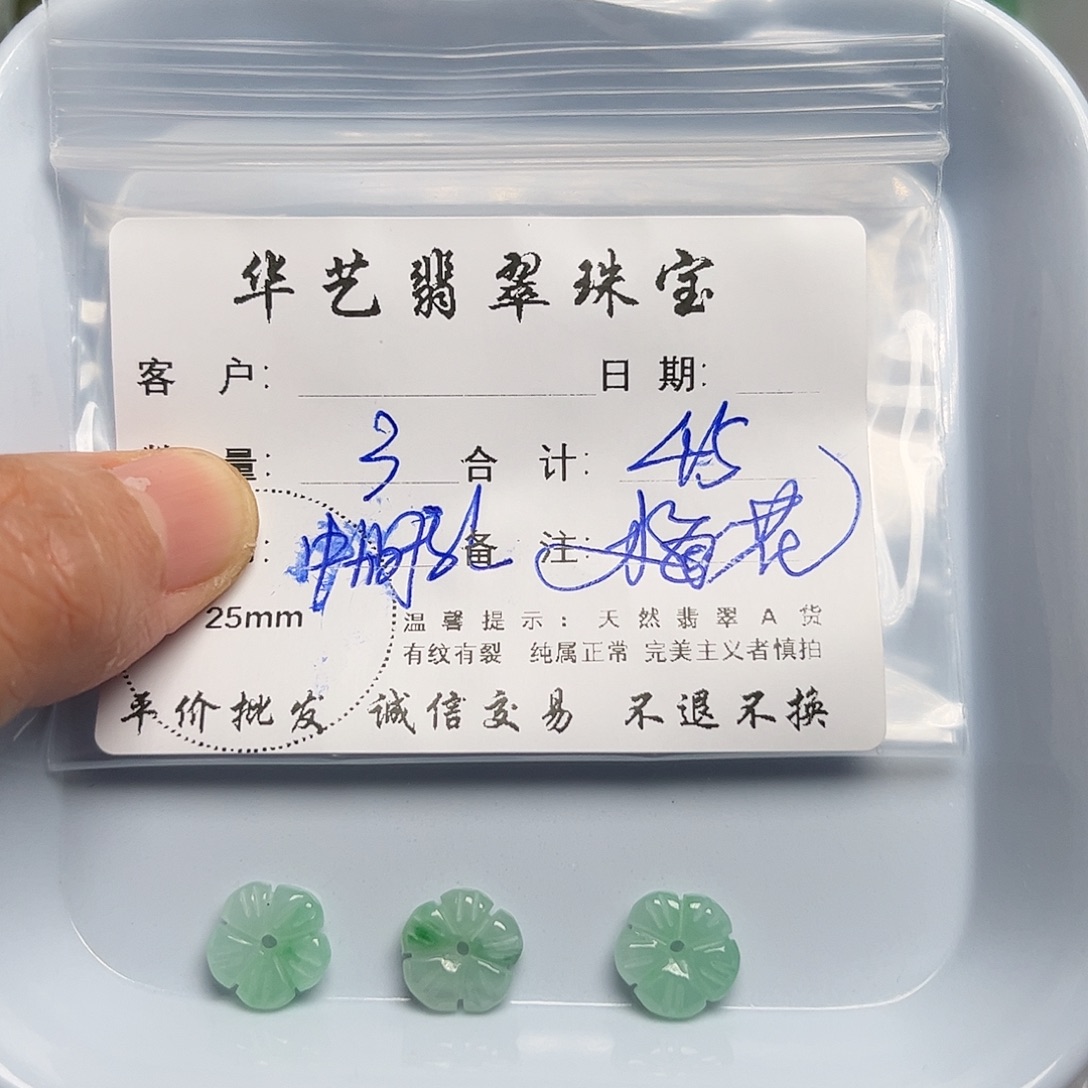 华艺翡翠珠宝
客 户: 日 期:
量: 3 合 计: 45
中间孔 备 注: 梅花
25mm 温馨提示: 天然翡翠A货
有纹有裂 纯属正常 完美主义者慎拍
平价批发 诚信交易 不退不换